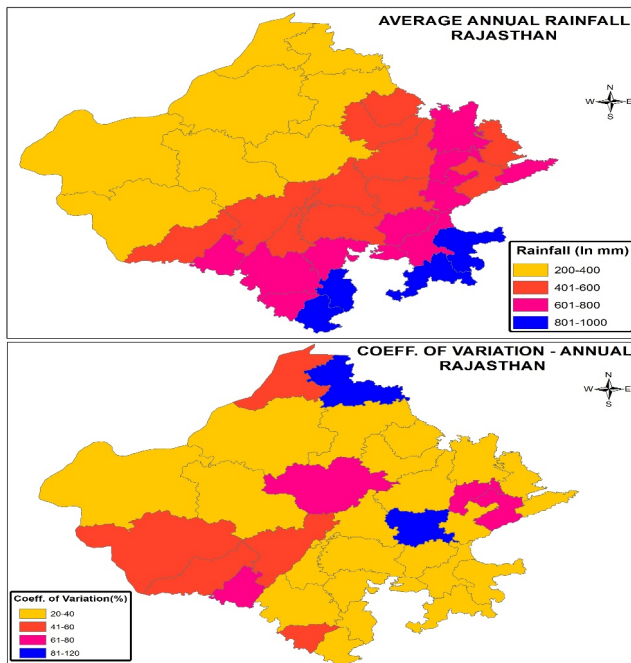 AVERAGE ANNUAL RAINFALL
RAJASTHAN
N
W E
S
Rainfall (In mm)
200-400
401-600
601-800
801-1000
COEFF. OF VARIATION - ANNUAL
RAJASTHAN
N
W E
S
Coeff. of Variation(%)
20-40
41-60
61-80
81-120